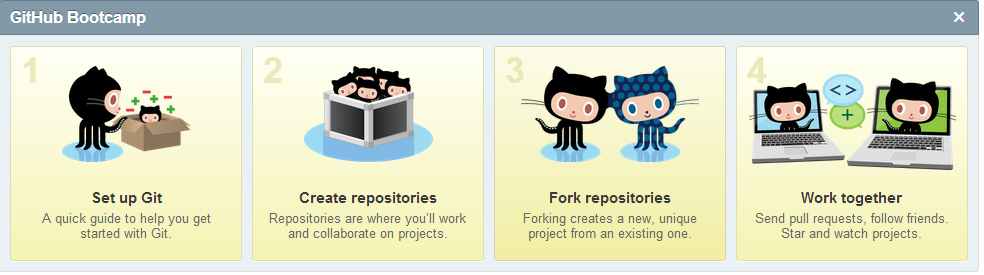 GitHub Bootcamp
×
1
Set up Git
A quick guide to help you get
started with Git.
2
Create repositories
Repositories are where you'll work
and collaborate on projects.
3
Fork repositories
Forking creates a new, unique
project from an existing one.
4
<>
+
Work together
Send pull requests, follow friends.
Star and watch projects.